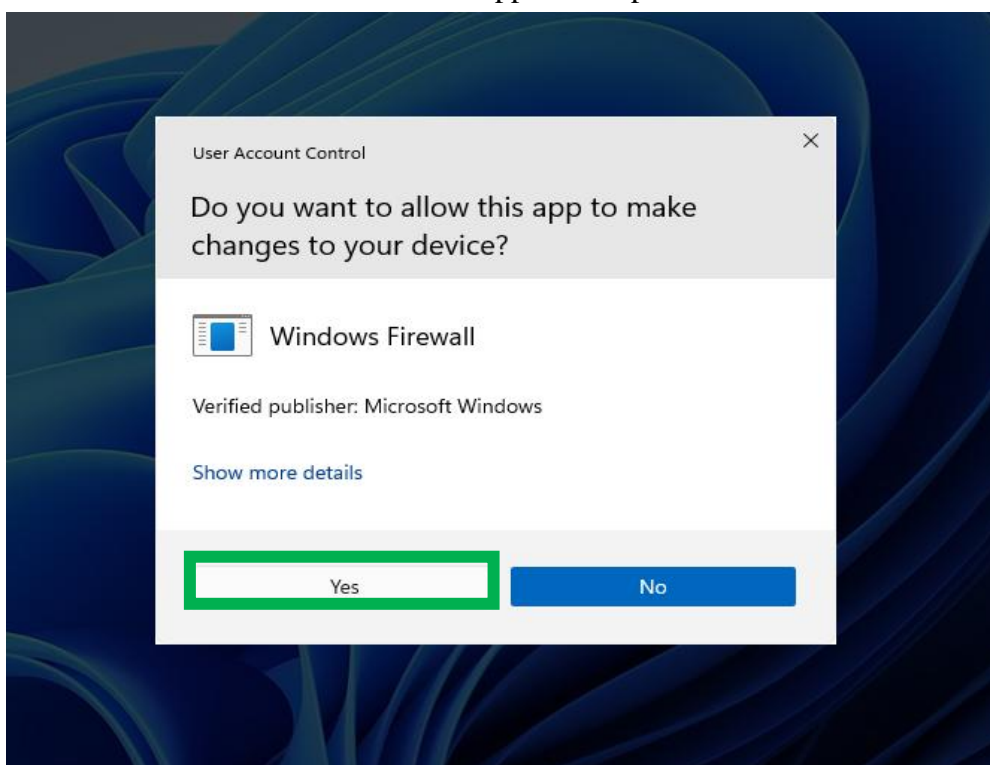 User Account Control
Do you want to allow this app to make
changes to your device?
Windows Firewall
Verified publisher: Microsoft Windows
Show more details
Yes
No